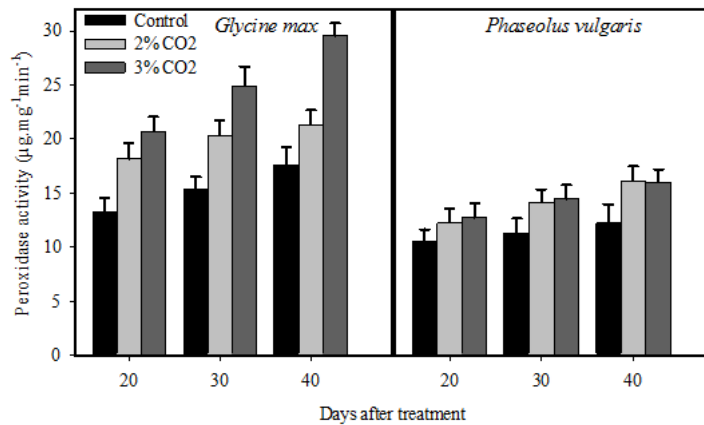 Control
2% CO2
3% CO2
Glycine max
Phaseolus vulgaris
Peroxidase activity (µg.mg⁻¹min⁻¹)
30
25
20
15
10
5
0
20 30 40 20 30 40
Days after treatment